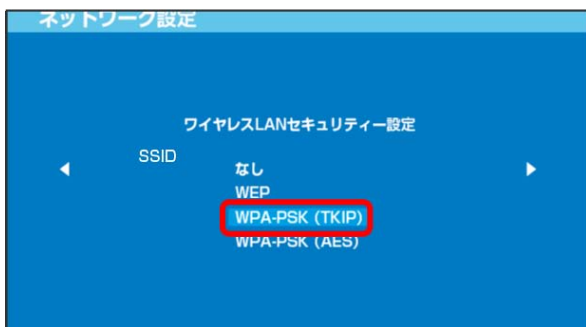 ネットワーク設定
ワイヤレスLANセキュリティー設定
SSID
なし
WEP
WPA-PSK (TKIP)
WPA-PSK (AES)